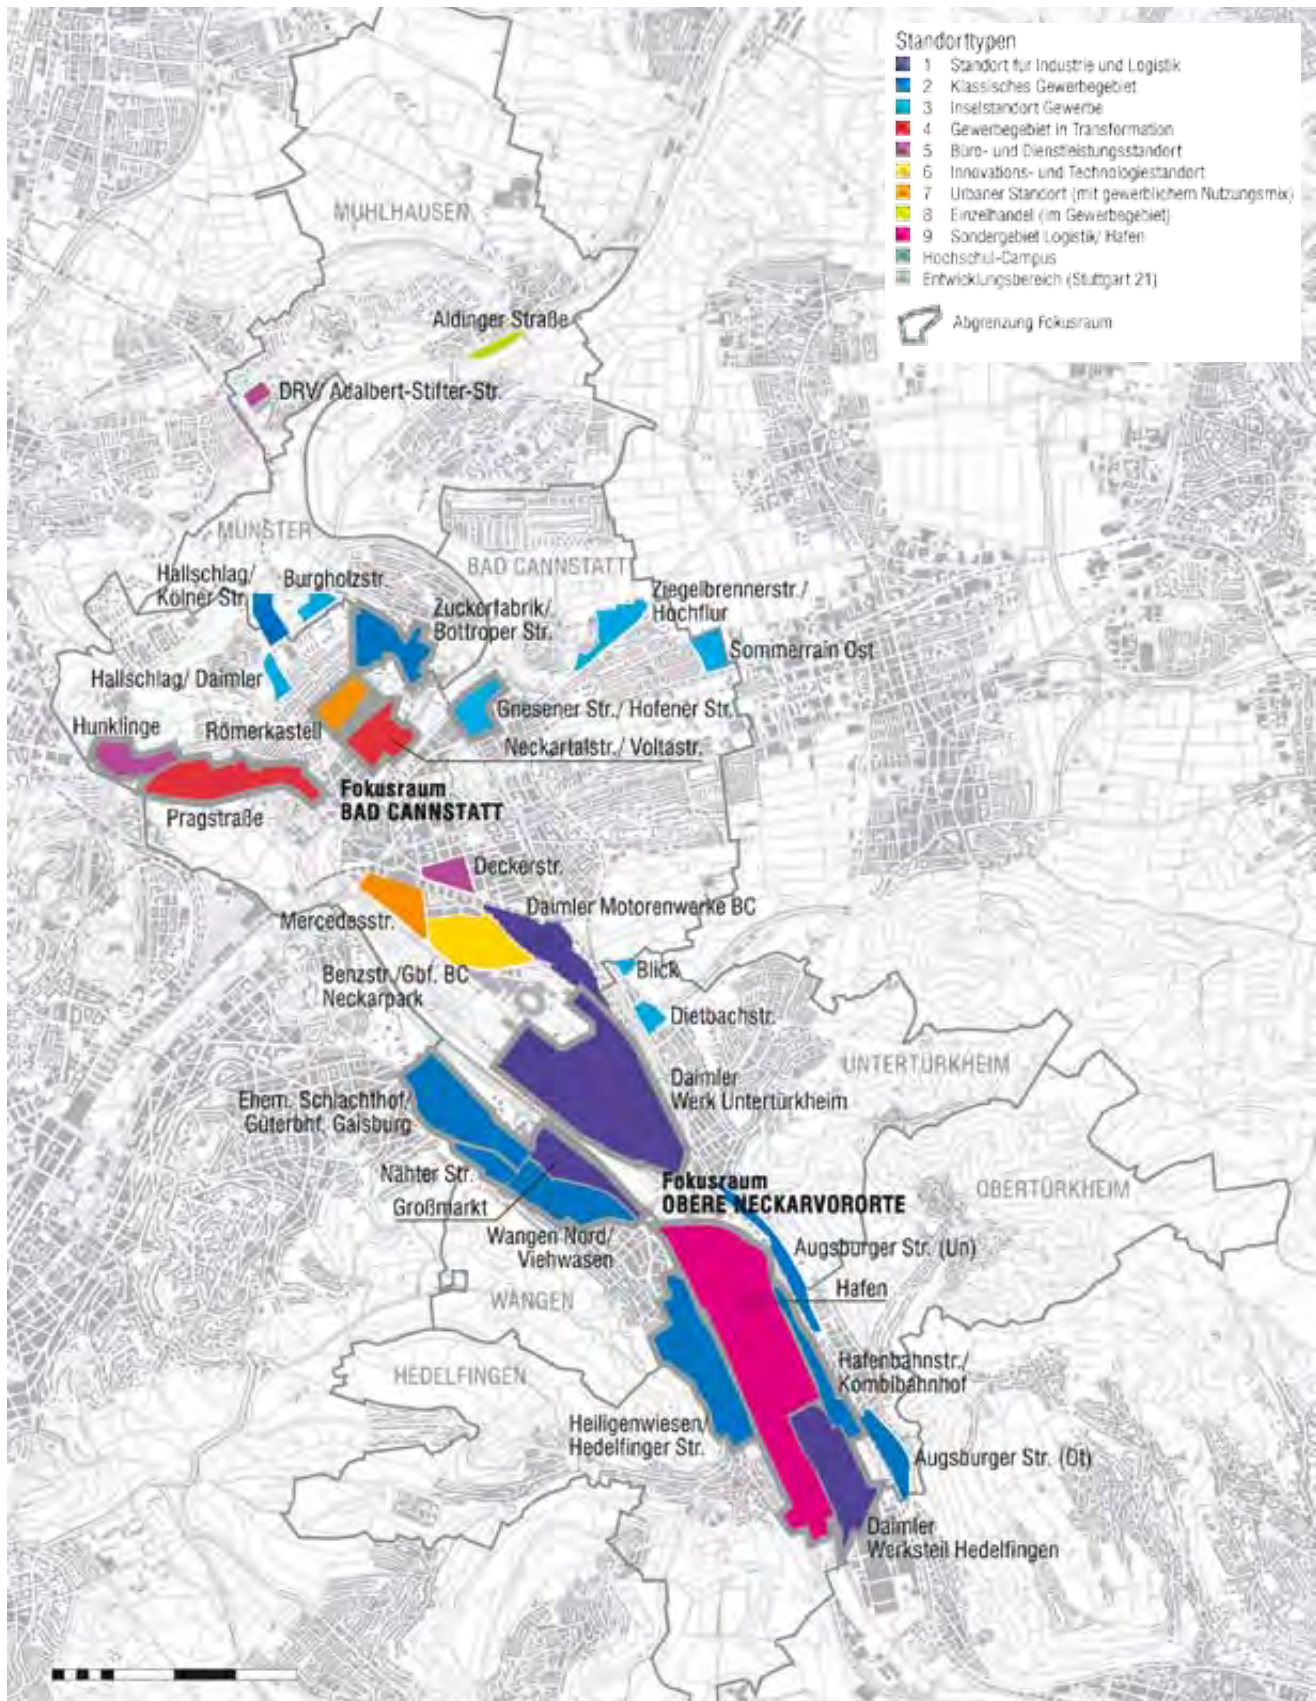 Standorttypen
1 Standort für Industrie und Logistik
2 Klassisches Gewerbegebiet
3 Inselstandort Gewerbe
4 Gewerbegebiet in Transformation
5 Büro- und Dienstleistungsstandort
6 Innovations- und Technologiestandort
7 Urbaner Standort (mit gewerblichem Nutzungsmix)
8 Einzelhandel (im Gewerbegebiet)
9 Sondergebiet Logistik/ Hafen
Hochschul-Campus
Entwicklungsbereich (Stuttgart 21)
Abgrenzung Fokusraum
MÜHLHAUSEN
Aldinger Straße
DRV/ Adalbert-Stifter-Str.
MÜNSTER
BAD CANNSTATT
Hallschlag/
Kölner Str.
Burgholzstr.
Zuckerfabrik/
Bottroper Str.
Ziegelbrennerstr./
Hochflur
Sommerrain Ost
Hallschlag/ Daimler
Gnesener Str./ Hofener Str.
Hunklinge
Römerkastell
Neckartalstr./ Voltastr.
Fokusraum
BAD CANNSTATT
Pragstraße
Deckerstr.
Daimler Motorenwerke BC
Mercedesstr.
Benzstr./Gbf. BC
Neckarpark
Blick
Dietbachstr.
UNTERTÜRKHEIM
Daimler
Werk Untertürkheim
Ehem. Schlachthof/
Güterbhf. Gaisburg
Nähter Str.
Großmarkt
Fokusraum
OBERE NECKARVORORTE
OBERTÜRKHEIM
Wangen Nord/
Viehwasen
Augsburger Str. (Un)
Hafen
WANGEN
HEDELFINGEN
Hafenbahnstr./
Kombibahnhof
Heiligenwiesen/
Hedelfinger Str.
Augsburger Str. (Ot)
Daimler
Werksteil Hedelfingen